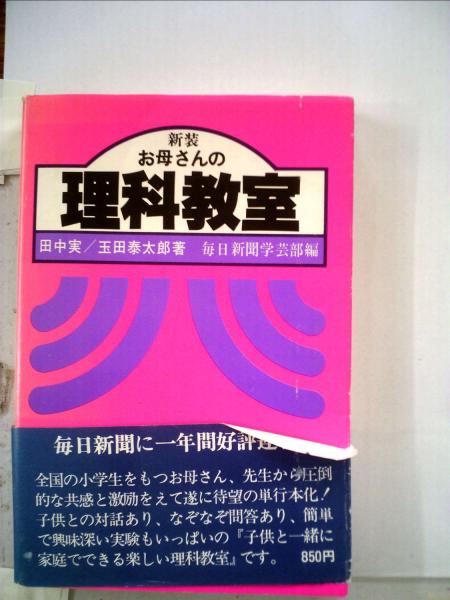 新装
お母さんの
理科教室
田中実/玉田泰太郎著 毎日新聞学芸部編
毎日新聞に一年間好評連
全国の小学生をもつお母さん、先生から圧倒
的な共感と激励をえて遂に待望の単行本化!
子供との対話あり、なぞなぞ問答あり、簡単
で興味深い実験もいっぱいの『子供と一緒に
家庭でできる楽しい理科教室』です。 850円